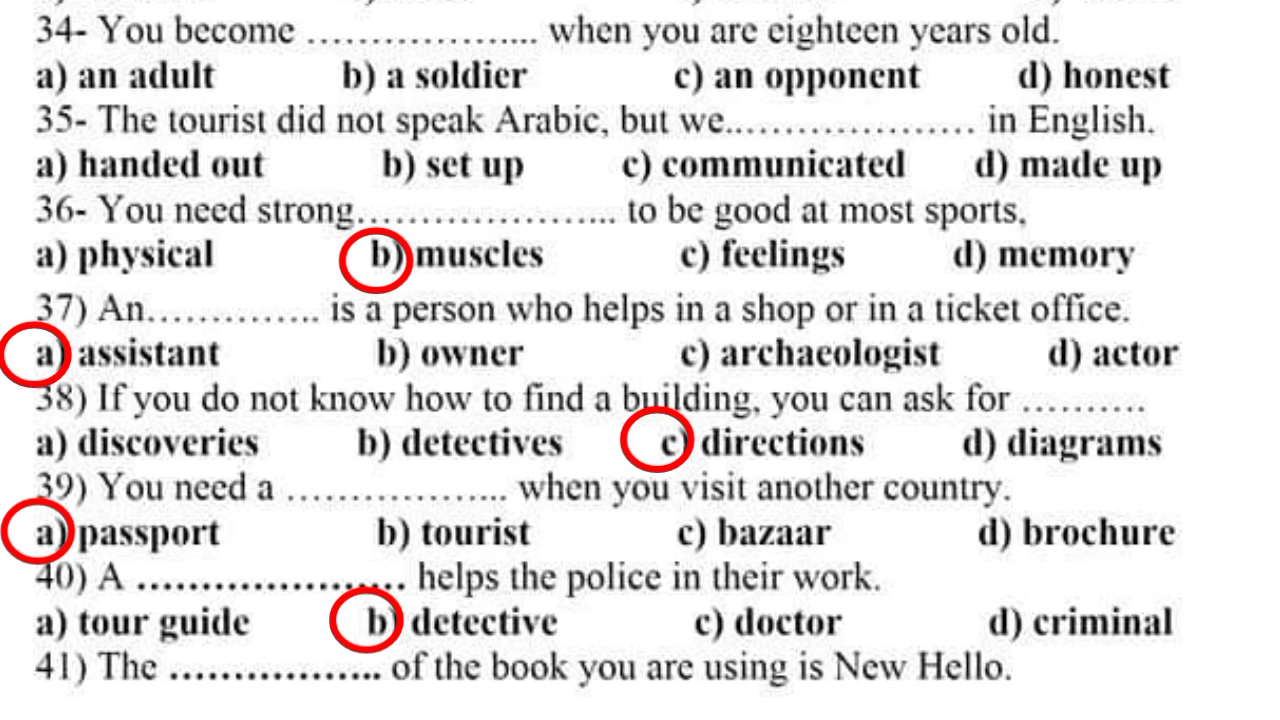 34- You become ………………... when you are eighteen years old.
a) an adult b) a soldier c) an opponent d) honest
35- The tourist did not speak Arabic, but we..………………… in English.
a) handed out b) set up c) communicated d) made up
36- You need strong…………………... to be good at most sports.
a) physical b) muscles c) feelings d) memory
37) An.………….. is a person who helps in a shop or in a ticket office.
a) assistant b) owner c) archaeologist d) actor
38) If you do not know how to find a building, you can ask for ……….
a) discoveries b) detectives c) directions d) diagrams
39) You need a ………………... when you visit another country.
a) passport b) tourist c) bazaar d) brochure
40) A ………………….. helps the police in their work.
a) tour guide b) detective c) doctor d) criminal
41) The ……………….. of the book you are using is New Hello.